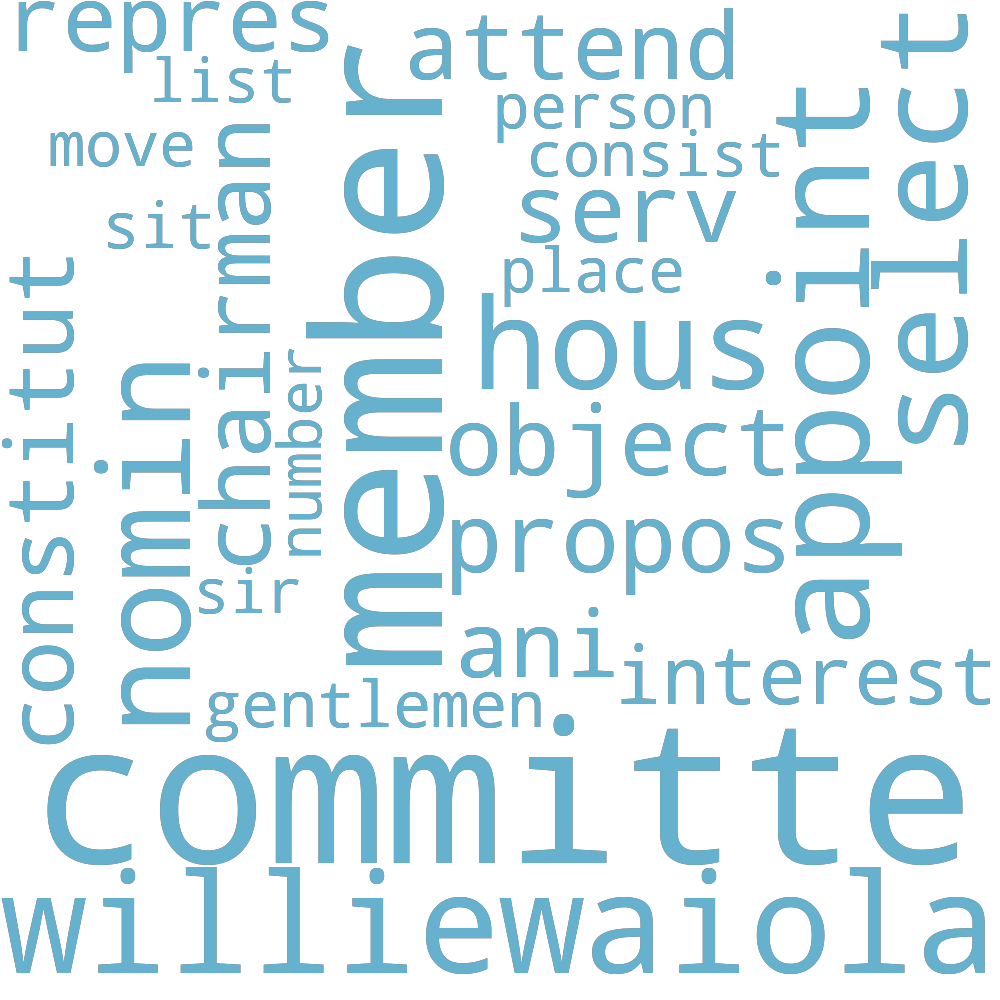 repres
attend
select
list
person
appoint
member
move
chairman
consist
sit
serv
constitut
place
hous
nomin
number
object
propos
sir
ani
interest
gentlemen
committe
williewaiola